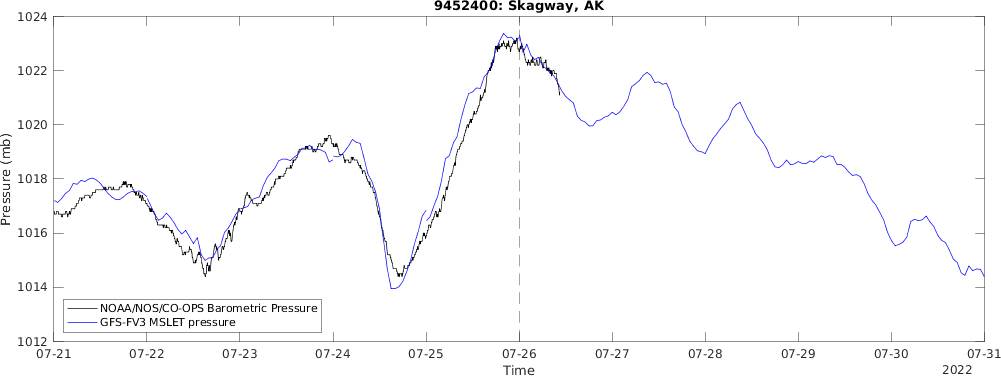 9452400: Skagway, AK
Pressure (mb)
1024
1022
1020
1018
1016
1014
1012
NOAA/NOS/CO-OPS Barometric Pressure
GFS-FV3 MSLET pressure
07-21 07-22 07-23 07-24 07-25 07-26 07-27 07-28 07-29 07-30 07-31
Time
2022